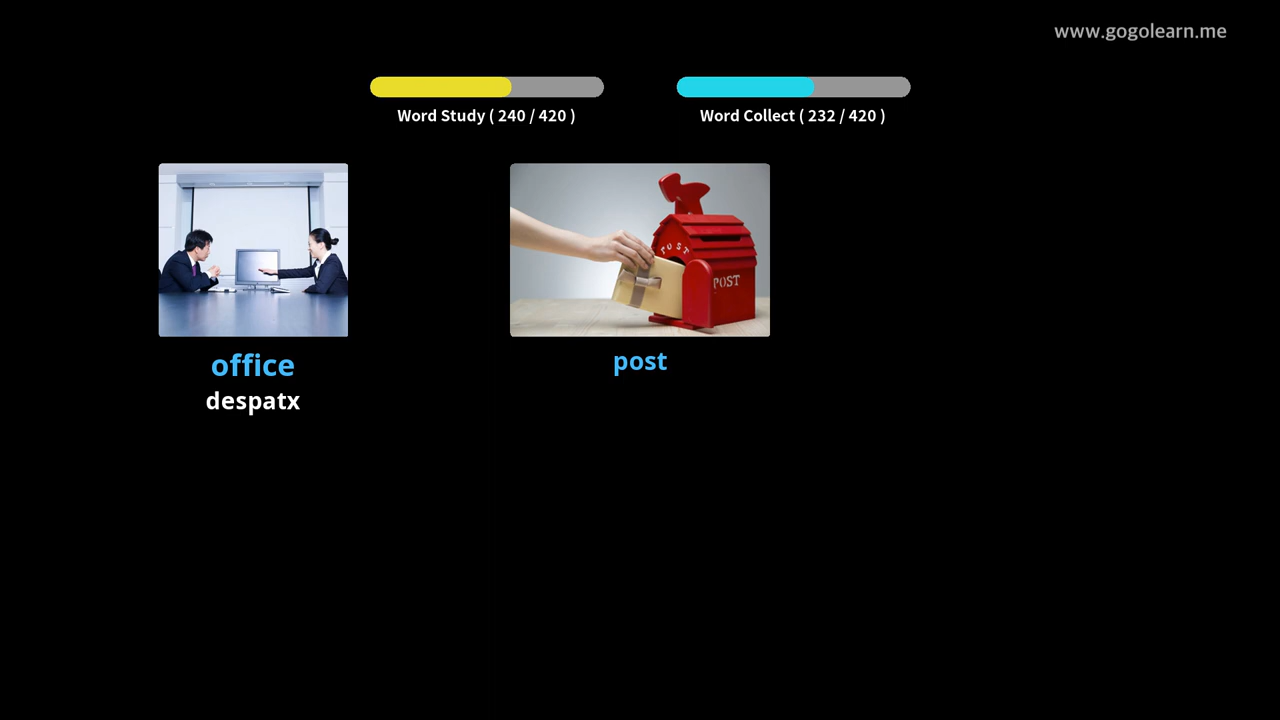 www.gogolearn.me
Word Study ( 240 / 420 )
Word Collect ( 232 / 420 )
POST
POST
office
post
despatx